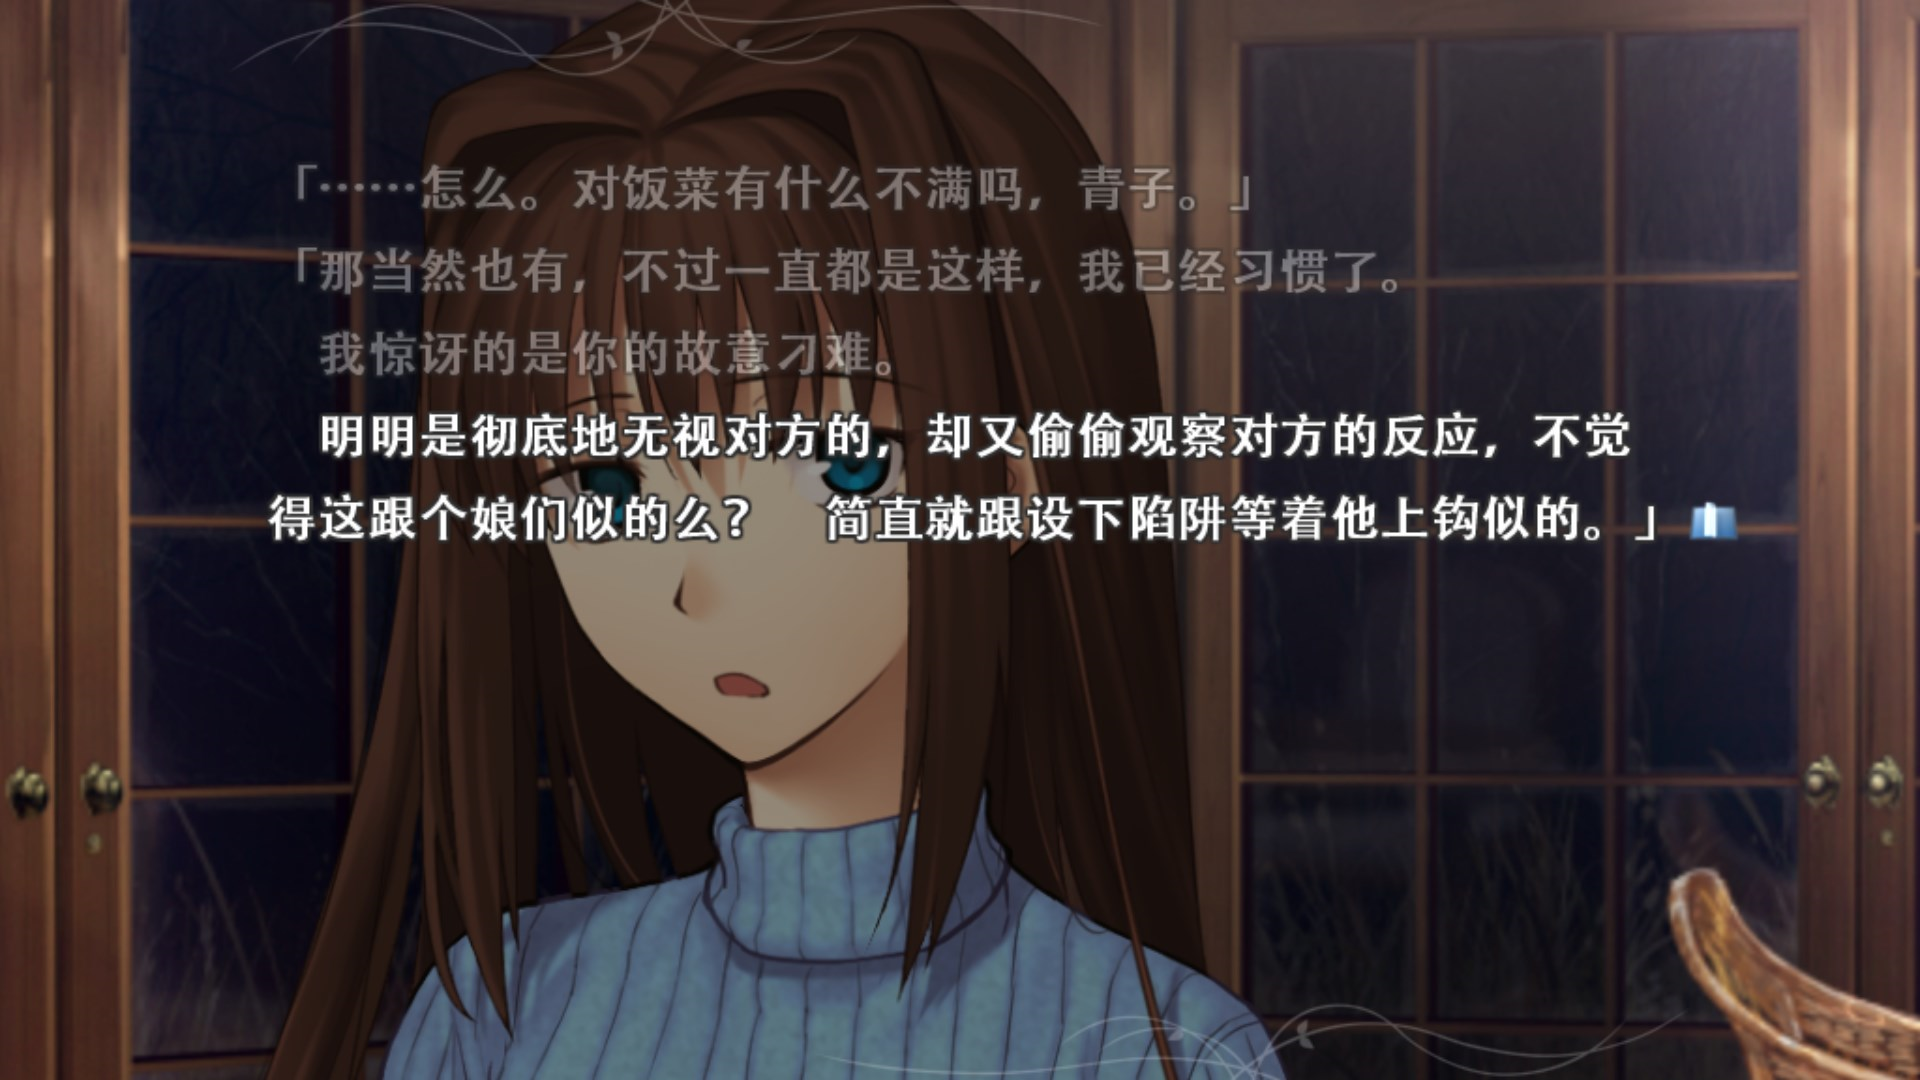 「……怎么。对饭菜有什么不满吗，青子。」
「那当然也有，不过一直都是这样，我已经习惯了。
我惊讶的是你的故意刁难。
明明是彻底地无视对方的，却又偷偷观察对方的反应，不觉
得这跟个娘们似的么？　简直就跟设下陷阱等着他上钩似的。」